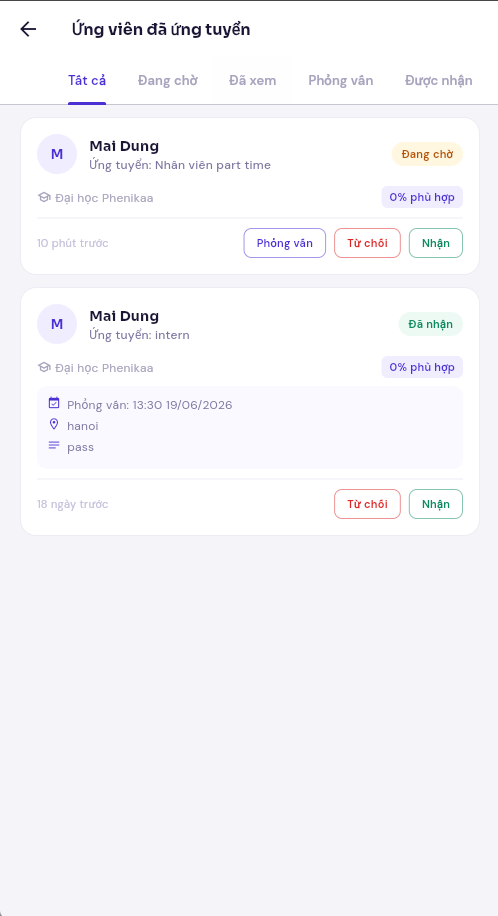 Ứng viên đã ứng tuyển
Tất cả Đang chờ Đã xem Phỏng vấn Được nhận
M Mai Dung Đang chờ
Ứng tuyển: Nhân viên part time
Đại học Phenikaa 0% phù hợp
10 phút trước Phỏng vấn Từ chối Nhận
M Mai Dung Đã nhận
Ứng tuyển: intern
Đại học Phenikaa 0% phù hợp
Phỏng vấn: 13:30 19/06/2026
hanoi
pass
18 ngày trước Từ chối Nhận